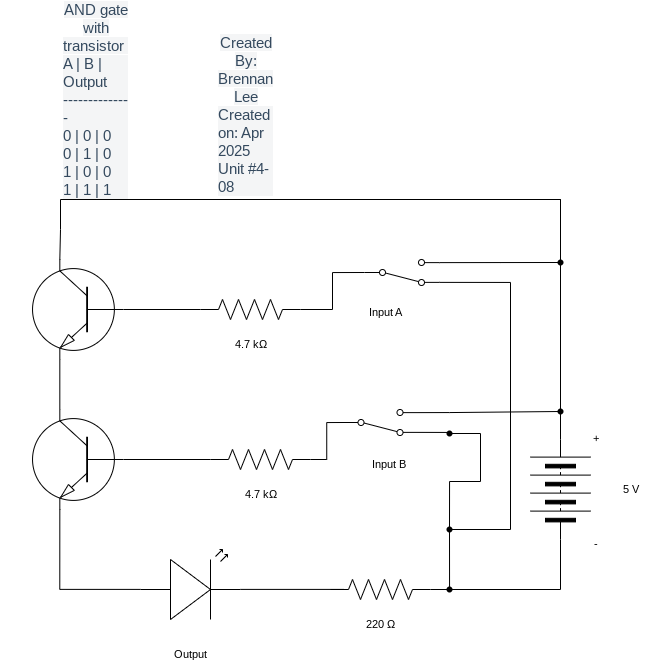 AND gate
with
transistor
A | B |
Output
-------------
-
0 | 0 | 0
0 | 1 | 0
1 | 0 | 0
1 | 1 | 1
Created
By:
Brennan
Lee
Created
on: Apr
2025
Unit #4-
08
Input A
4.7 kΩ
+
Input B
4.7 kΩ
5 V
-
220 Ω
Output